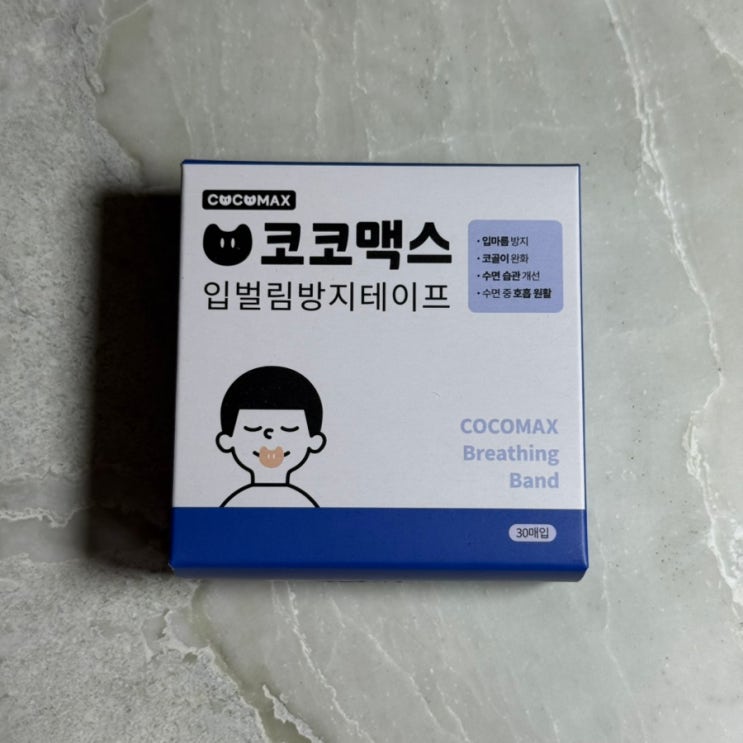 COCOMAX
코코맥스
입벌림방지테이프
· 입마름 방지
· 코골이 완화
· 수면 습관 개선
· 수면 중 호흡 원활
COCOMAX
Breathing
Band
30매입